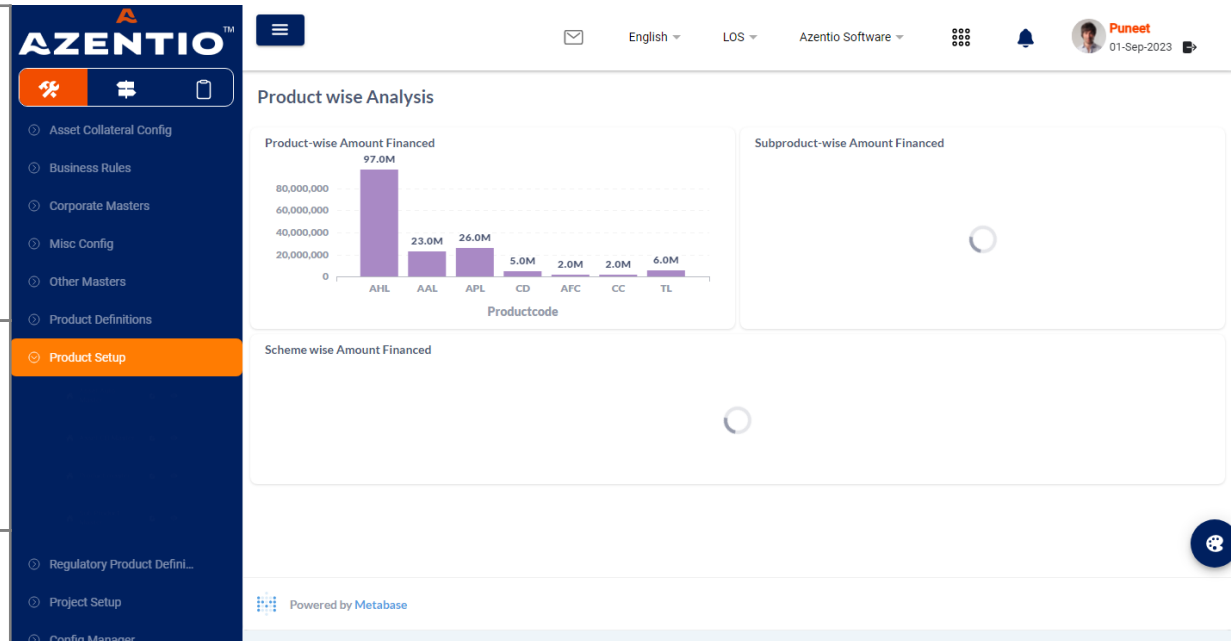 AZENTIO™
English
LOS
Azentio Software
Puneet
01-Sep-2023
Asset Collateral Config
Business Rules
Corporate Masters
Misc Config
Other Masters
Product Definitions
Product Setup
Regulatory Product Defini...
Project Setup
Config Manager
Product wise Analysis
Product-wise Amount Financed
97.0M
80,000,000
60,000,000
40,000,000
20,000,000
0
23.0M
26.0M
5.0M
2.0M
2.0M
6.0M
AHL
AAL
APL
CD
AFC
CC
TL
Productcode
Subproduct-wise Amount Financed
Scheme wise Amount Financed
Powered by Metabase